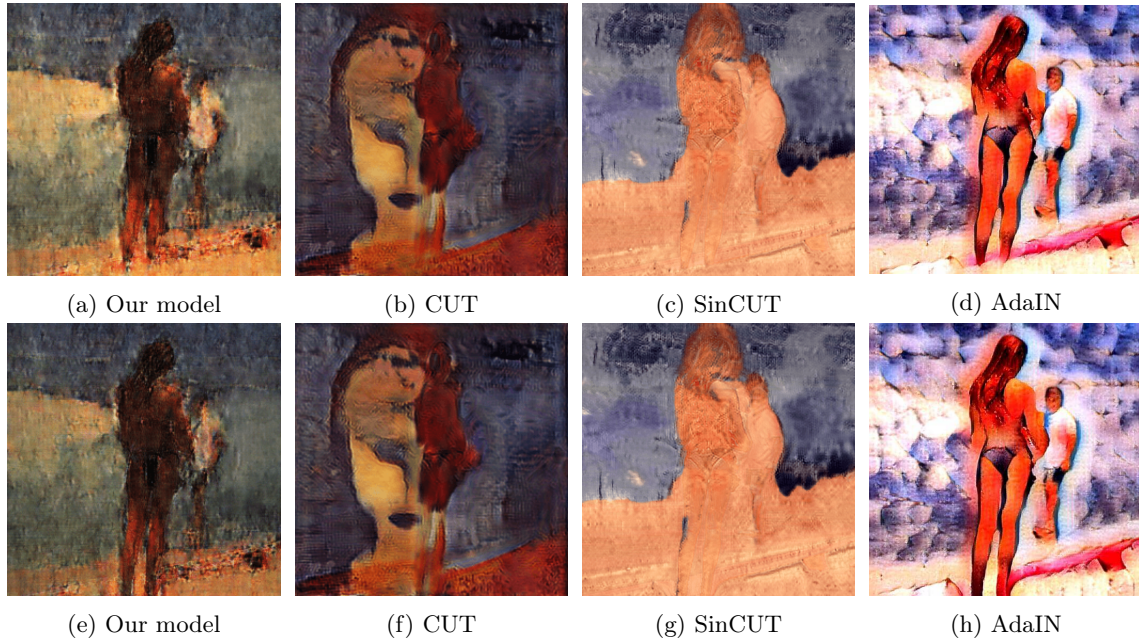 (a) Our model
(b) CUT
(c) SinCUT
(d) AdaIN
(e) Our model
(f) CUT
(g) SinCUT
(h) AdaIN